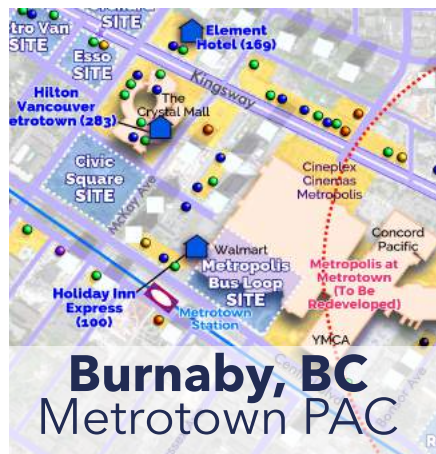 tro Van
SITE
Element
Hotel (169)
Esso
SITE
Kingsway
Hilton
Vancouver
etrotown (283)
The
Crystal Mall
Civic
Square
SITE
McKay Ave
Cineplex
Cinemas
Metropolis
Concord
Pacific
Walmart
Metropolis
Bus Loop
SITE
Metropolis at
Metrotown
(To Be
Redeveloped)
Holiday Inn
Express
(100)
Metrotown
Station
YMCA
Burnaby, BC
Metrotown PAC